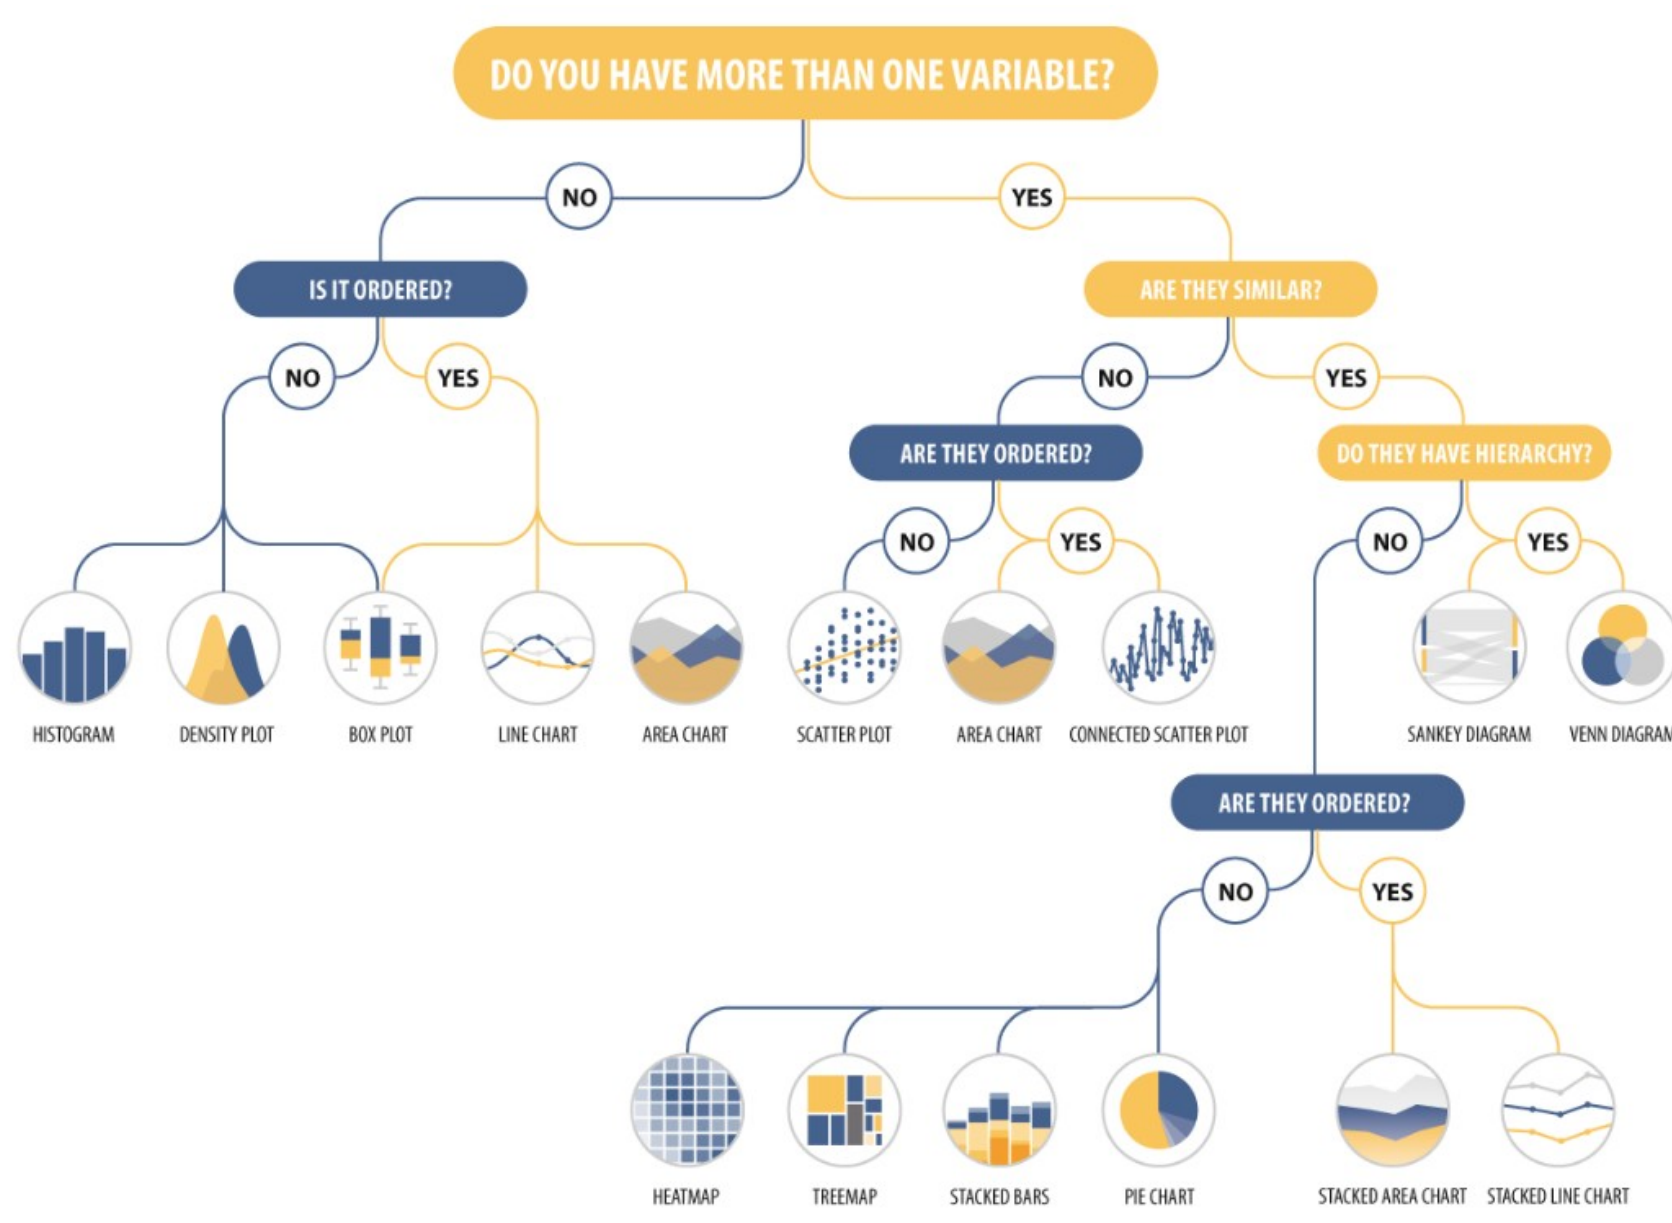 DO YOU HAVE MORE THAN ONE VARIABLE?
NO
YES
IS IT ORDERED?
ARE THEY SIMILAR?
NO
YES
NO
YES
ARE THEY ORDERED?
DO THEY HAVE HIERARCHY?
NO
YES
NO
YES
HISTOGRAM
DENSITY PLOT
BOX PLOT
LINE CHART
AREA CHART
SCATTER PLOT
AREA CHART
CONNECTED SCATTER PLOT
SANKEY DIAGRAM
VENN DIAGRAM
ARE THEY ORDERED?
NO
YES
HEATMAP
TREEMAP
STACKED BARS
PIE CHART
STACKED AREA CHART
STACKED LINE CHART